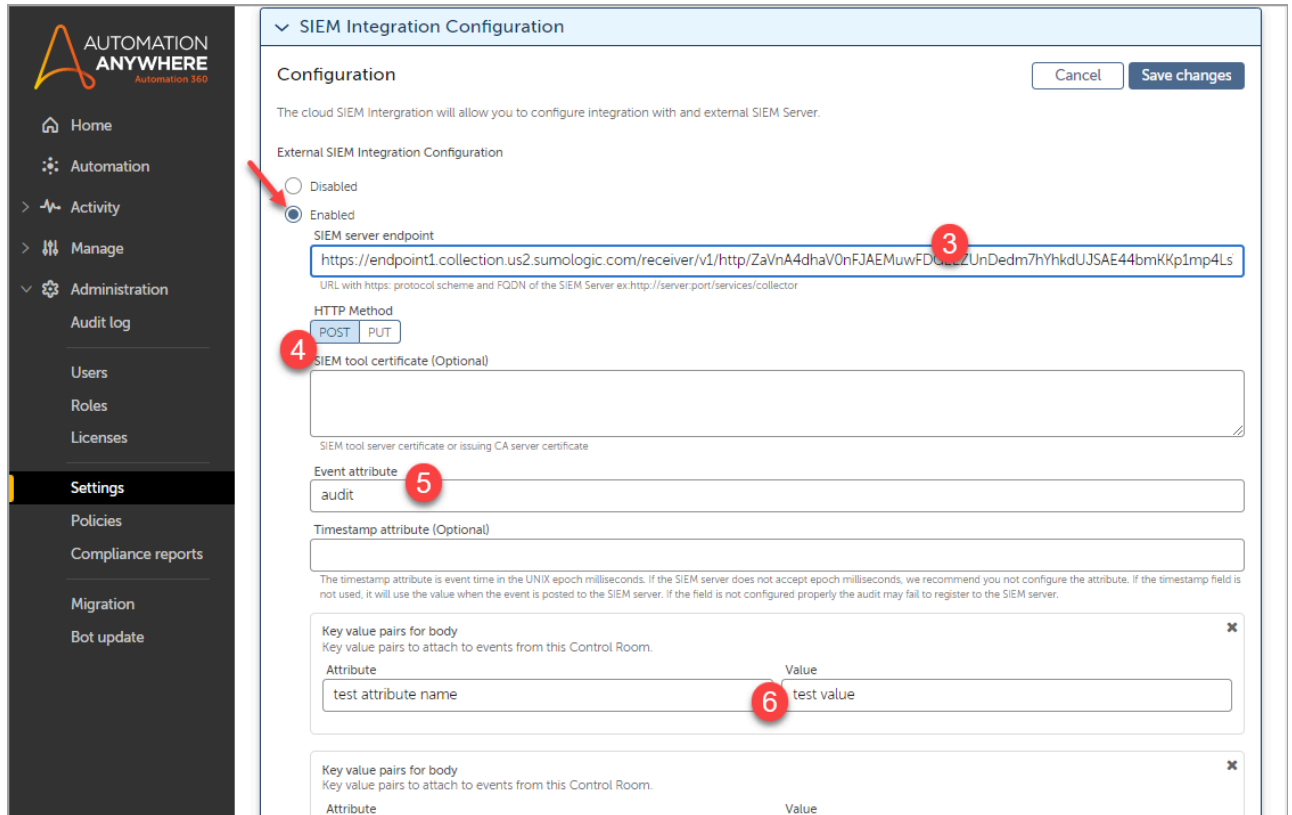 AUTOMATION
ANYWHERE
Automation 360
Home
Automation
Activity
Manage
Administration
Audit log
Users
Roles
Licenses
Settings
Policies
Compliance reports
Migration
Bot update
SIEM Integration Configuration
Configuration
Cancel
Save changes
The cloud SIEM Intergration will allow you to configure integration with and external SIEM Server.
External SIEM Integration Configuration
Disabled
Enabled
SIEM server endpoint
3
URL with https: protocol scheme and FQDN of the SIEM Server ex:http://server:port/services/collector
HTTP Method
POST PUT
4
SIEM tool certificate (Optional)
SIEM tool server certificate or issuing CA server certificate
Event attribute
5
audit
Timestamp attribute (Optional)
The timestamp attribute is event time in the UNIX epoch milliseconds. If the SIEM server does not accept epoch milliseconds, we recommend you not configure the attribute. If the timestamp field is
not used, it will use the value when the event is posted to the SIEM server. If the field is not configured properly the audit may fail to register to the SIEM server.
Key value pairs for body
Key value pairs to attach to events from this Control Room.
Attribute Value
test attribute name 6 test value
Key value pairs for body
Key value pairs to attach to events from this Control Room.
Attribute Value